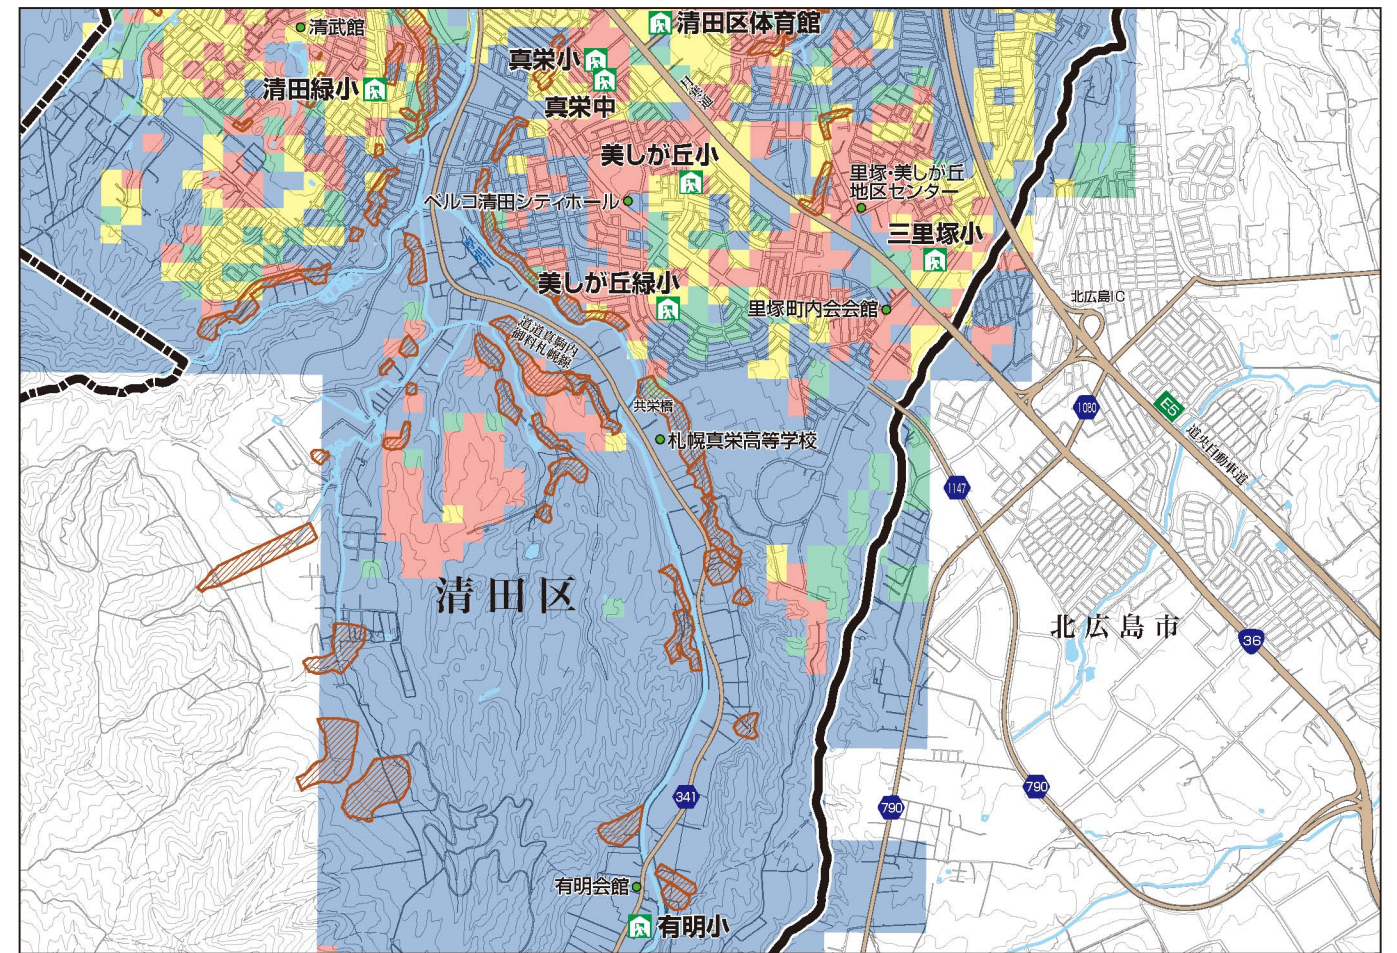 清武館
清田区体育館
真栄小
真栄中
清田緑小
美しが丘小
里塚・美しが丘
地区センター
ベルコ清田シティホール
三里塚小
美しが丘緑小
里塚町内会会館
北広島IC
道道真駒内
御料札幌線
共栄橋
札幌真栄高等学校
1080
E5
道央自動車道
1147
清田区
北広島市
36
341
790
790
有明会館
有明小